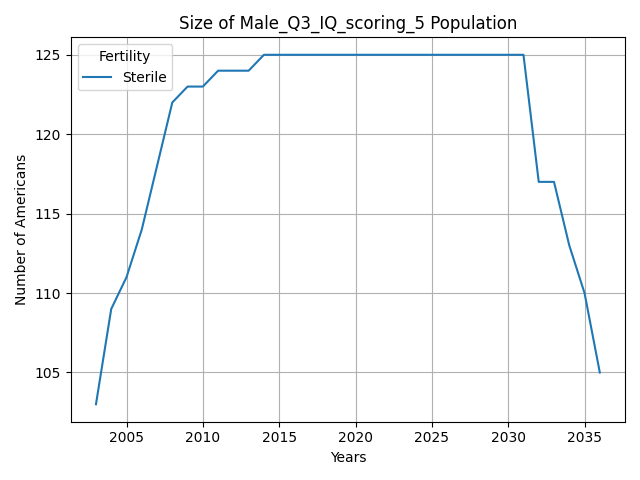 Size of Male_Q3_IQ_scoring_5 Population
Fertility
Sterile
125
120
115
110
105
Number of Americans
2005 2010 2015 2020 2025 2030 2035
Years